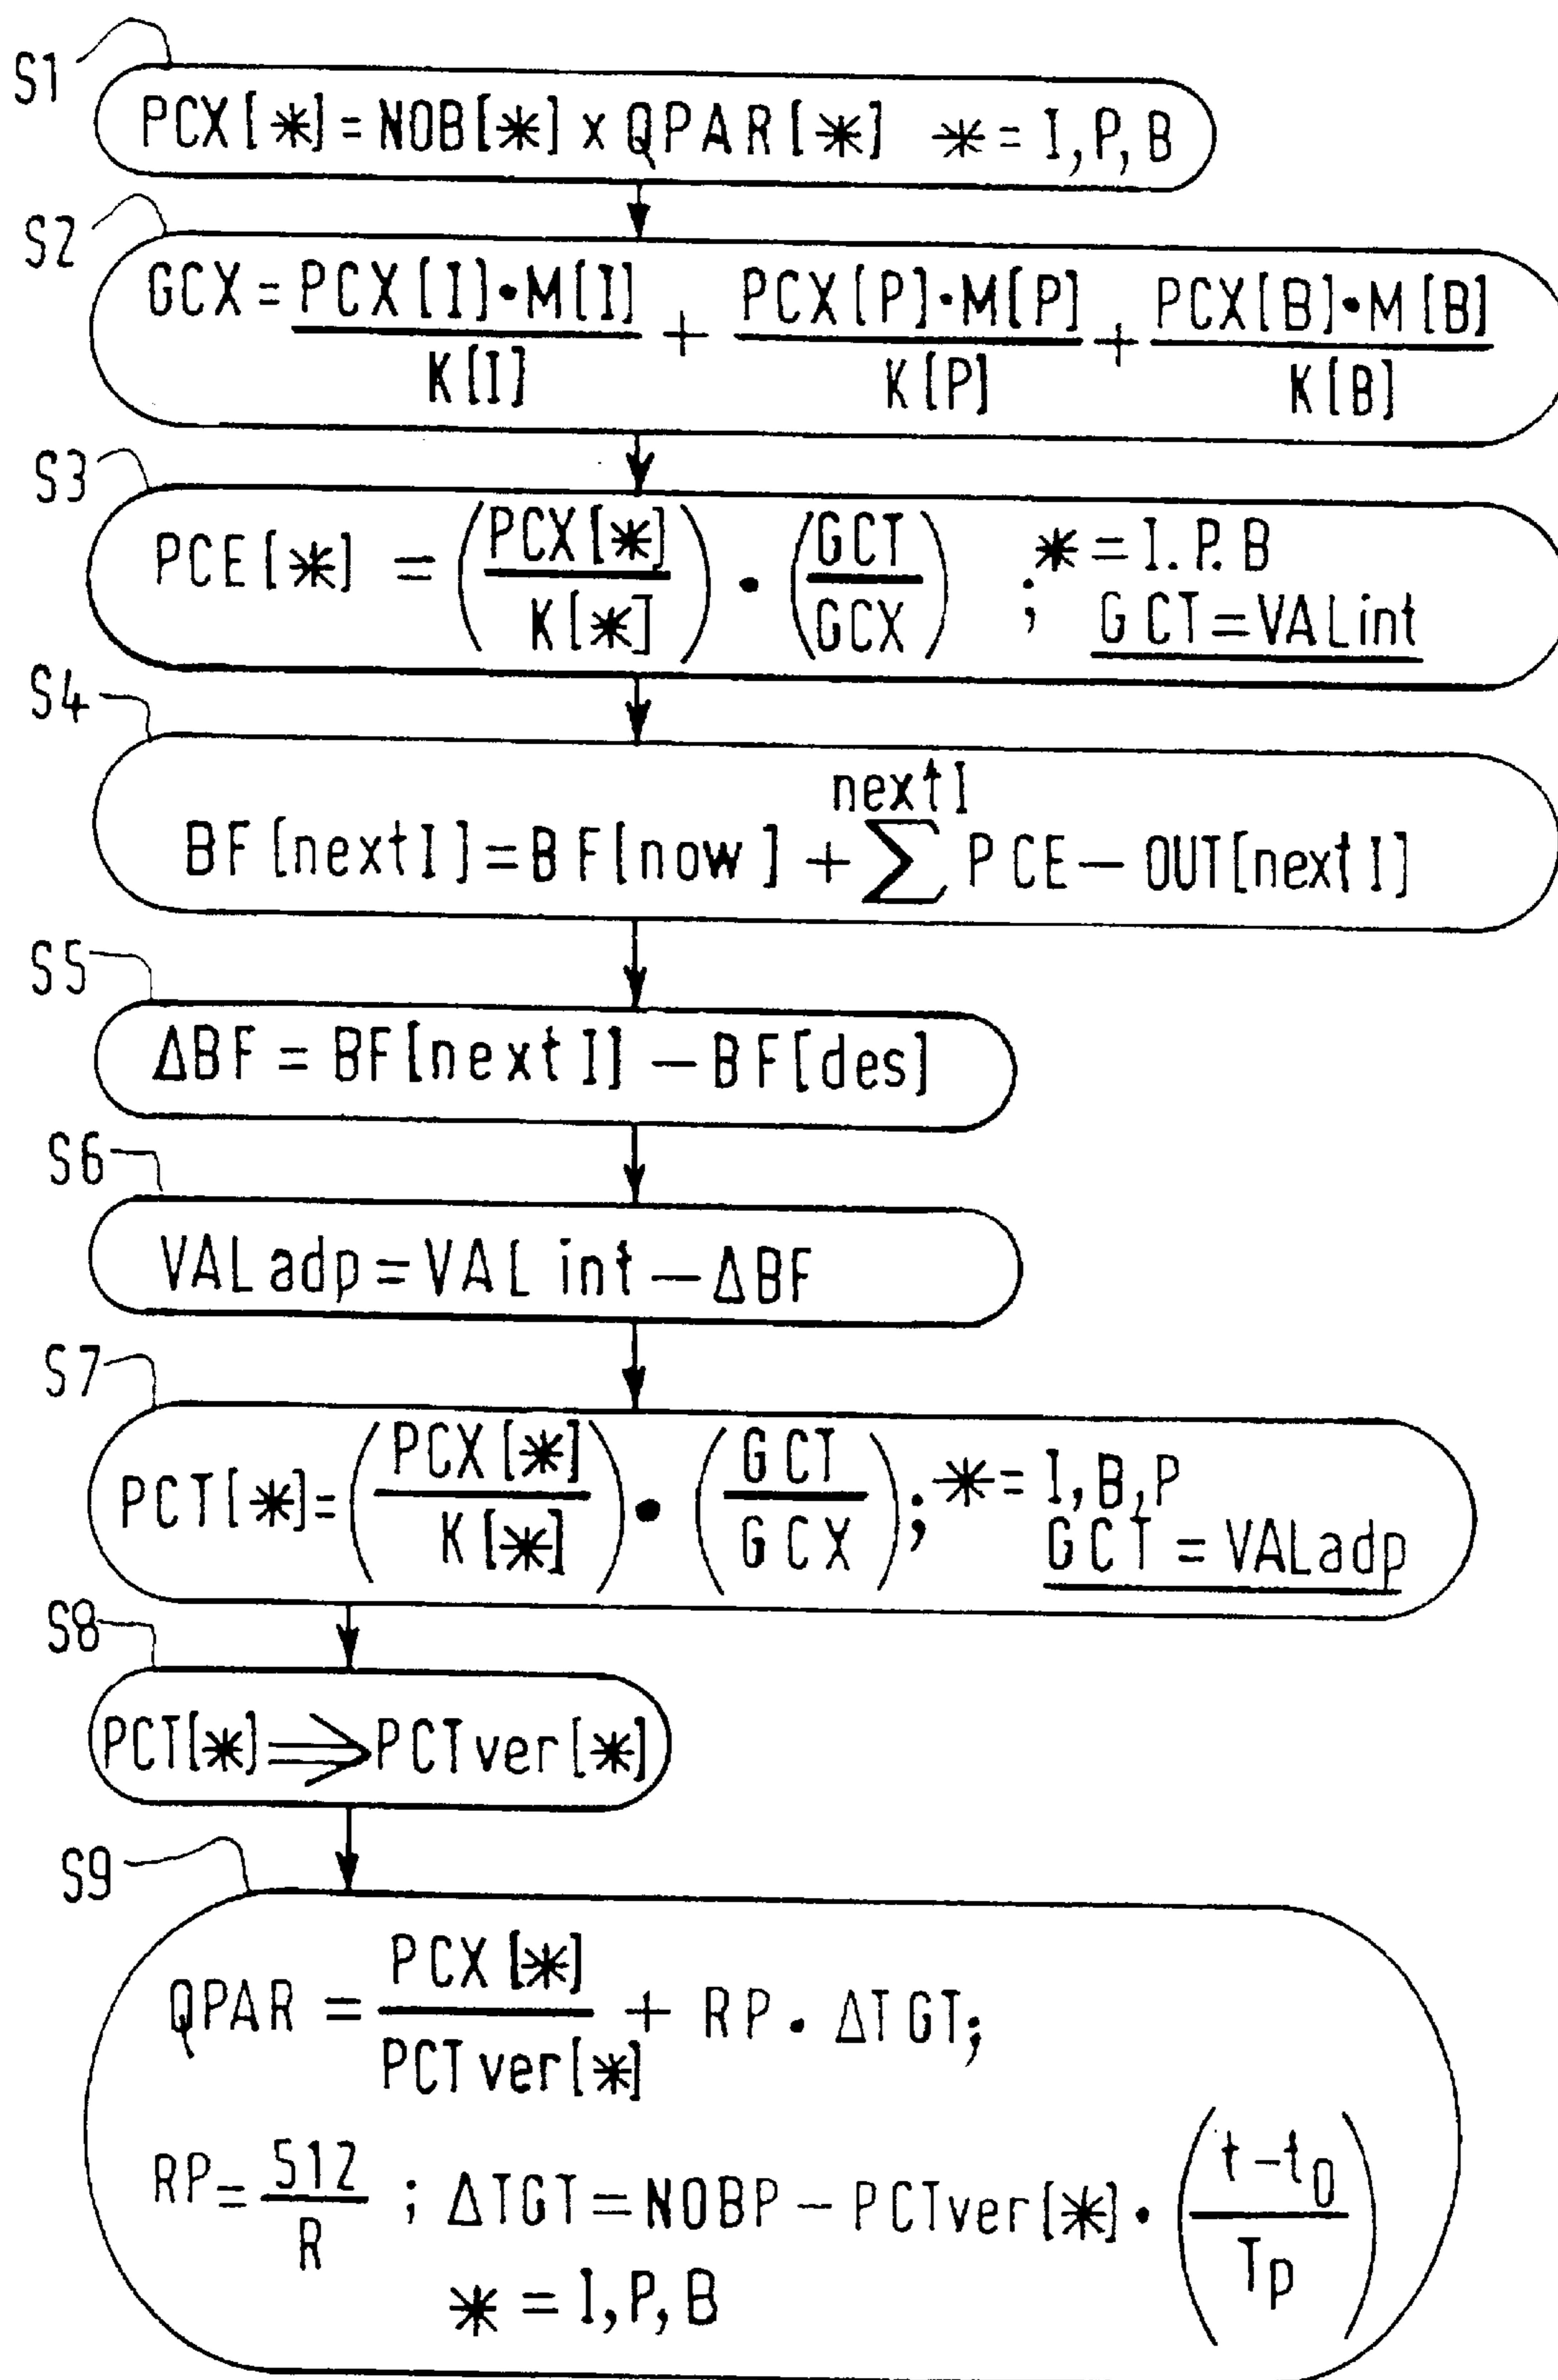 S1
PCX[*] = NOB[*] x QPAR[*] * = I, P, B
S2
GCX = PCX[I]•M[I] / K[I] + PCX[P]•M[P] / K[P] + PCX[B]•M[B] / K[B]
S3
PCE[*] = (PCX[*] / K[*]) • (GCT / GCX) ; * = I.P.B
GCT = VALint
S4
nextI
BF[nextI] = BF[now] + ∑ PCE – OUT[nextI]
S5
ΔBF = BF[nextI] – BF[des]
S6
VALadp = VALint – ΔBF
S7
PCT[*] = (PCX[*] / K[*]) • (GCT / GCX) ; * = I, B, P
GCT = VALadp
S8
PCT[*] ⇒ PCTver[*]
S9
QPAR = PCX[*] / PCTver[*] + RP • ΔTGT;
RP = 512 / R ; ΔTGT = NOBP – PCTver[*] • (t – t0 / Tp)
* = I, P, B